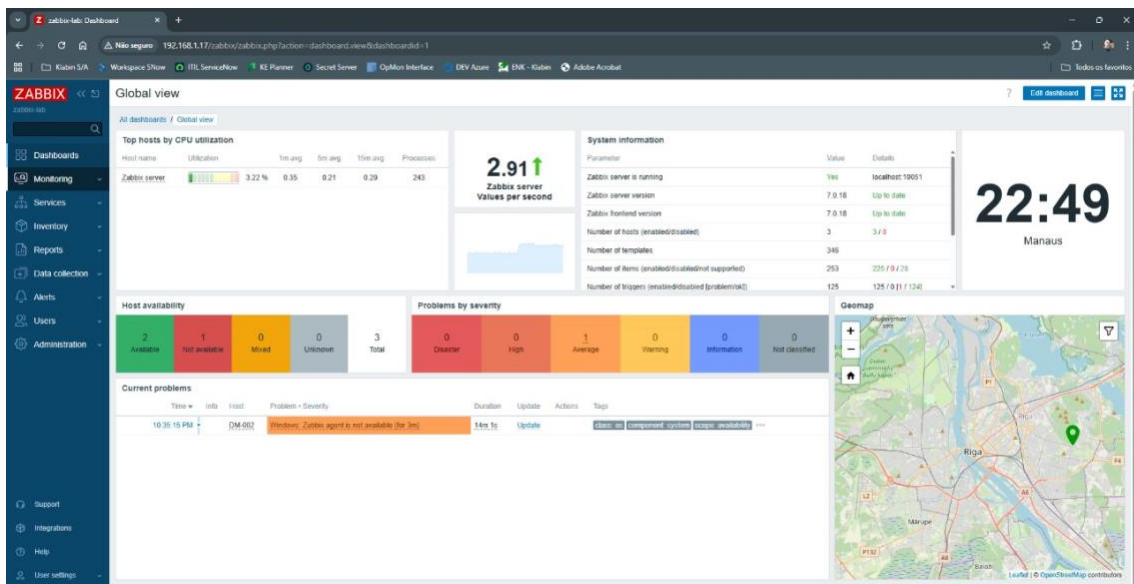 zabbix-lab: Dashboard
Não seguro 192.168.1.17/zabbix/zabbix.php?action=dashboard.view&dashboardid=1
Klabin S/A Workspace SNow ITIL ServiceNow KE Planner Secret Server OpMon Interface DEV Azure ENK - Klabin Adobe Acrobat Todos os favoritos
ZABBIX
zabbix-lab
Dashboards
Monitoring
Services
Inventory
Reports
Data collection
Alerts
Users
Administration
Support
Integrations
Help
User settings
Global view
? Edit dashboard
All dashboards / Global view
Top hosts by CPU utilization
Host name Utilization 1m avg 5m avg 15m avg Processes
Zabbix server 3.22 % 0.35 0.21 0.29 243
2.91
Zabbix server
Values per second
System information
Parameter Value Details
Zabbix server is running Yes localhost:10051
Zabbix server version 7.0.18 Up to date
Zabbix frontend version 7.0.18 Up to date
Number of hosts (enabled/disabled) 3 3 / 0
Number of templates 346
Number of items (enabled/disabled/not supported) 253 225 / 0 / 28
Number of triggers (enabled/disabled [problem/ok]) 125 125 / 0 [1 / 124]
22:49
Manaus
Host availability
2 Available
1 Not available
0 Mixed
0 Unknown
3 Total
Problems by severity
0 Disaster
0 High
1 Average
0 Warning
0 Information
0 Not classified
Current problems
Time Info Host Problem • Severity Duration Update Actions Tags
10:35:15 PM DM-002 Windows: Zabbix agent is not available (for 3m) 14m 1s Update class: os component: system scope: availability
Geomap
+
−
P1
Rīga
Riga
A4
A6
LZ
Mārupe
P132
Leaflet | © OpenStreetMap contributors